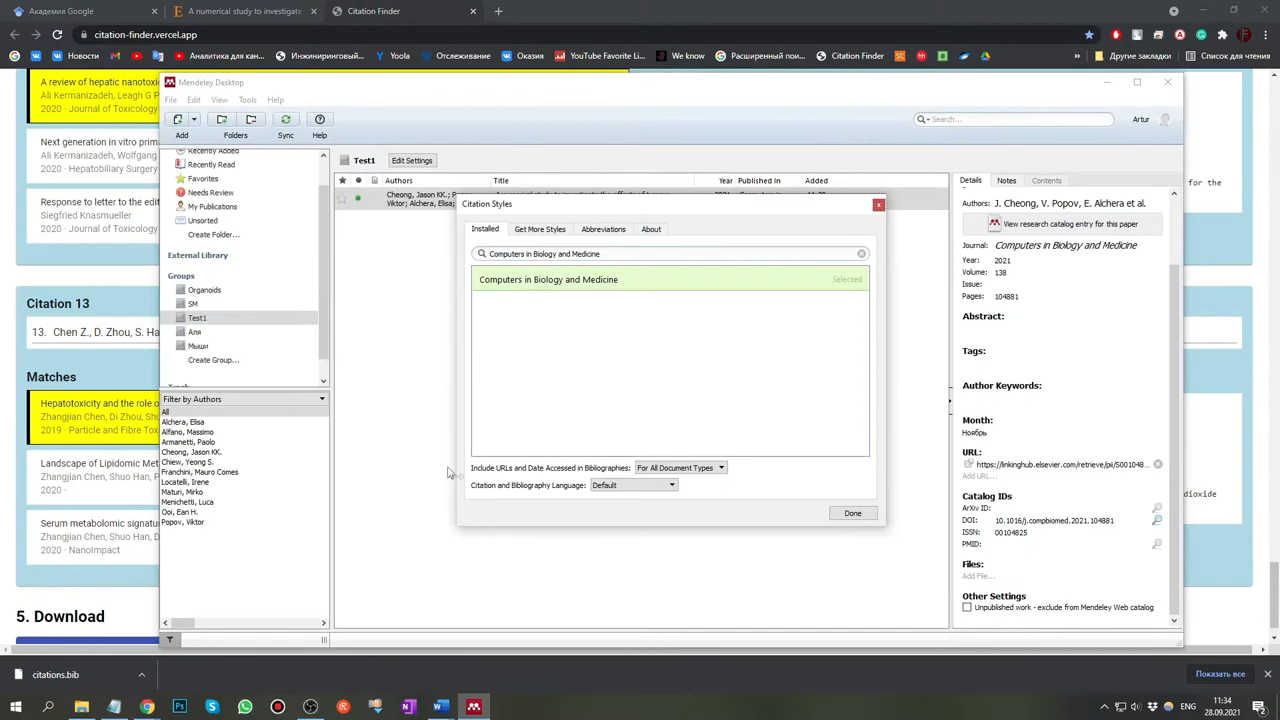 Академия Google
A numerical study to investigate
Citation Finder
citation-finder.vercel.app
Новости
Аналитика для кан...
Инжиниринговый...
Yoola
Отслеживание
Оказия
YouTube Favorite Li...
We know
Расширенный пои...
Citation Finder
Другие закладки
Список для чтения
A review of hepatic nanotoxi
Ali Kermanizadeh, Leagh G P
2020 · Journal of Toxicology
Next generation in vitro prim
Ali Kermanizadeh, Wolfgang
2020 · Hepatobiliary Surgery
Response to letter to the edit
Siegfried Knasmueller
2020 · Journal of Toxicology
for the
Citation 13
13. Chen Z., D. Zhou, S. Ha
Matches
Hepatotoxicity and the role o
Zhangjian Chen, Di Zhou, Shu
2019 · Particle and Fibre Tox
Landscape of Lipidomic Met
Zhangjian Chen, Shuo Han, D
2020 ·
Serum metabolomic signatur
Zhangjian Chen, Shuo Han, D
2020 · NanoImpact
dioxide
5. Download
Mendeley Desktop
File Edit View Tools Help
Add
Folders
Sync
Help
Search...
Artur
Recently Added
Recently Read
Favorites
Needs Review
My Publications
Unsorted
Create Folder...
External Library
Groups
Organoids
SM
Test1
Аля
Мыши
Create Group...
Filter by Authors
All
Alchera, Elisa
Alfano, Massimo
Armanetti, Paolo
Cheong, Jason KK.
Chiew, Yeong S.
Franchini, Mauro Comes
Locatelli, Irene
Maturi, Mirko
Menichetti, Luca
Ooi, Ean H.
Popov, Viktor
Test1
Edit Settings
Authors Title Year Published In Added
Viktor; Alchera, Elisa;
Citation Styles
Installed Get More Styles Abbreviations About
Computers in Biology and Medicine
Computers in Biology and Medicine Selected
Include URLs and Date Accessed in Bibliographies: For All Document Types
Citation and Bibliography Language: Default
Done
Details Notes Contents
Authors: J. Cheong, V. Popov, E. Alchera et al.
View research catalog entry for this paper
Journal: Computers in Biology and Medicine
Year: 2021
Volume: 138
Issue:
Pages: 104881
Abstract:
Tags:
Author Keywords:
Month:
Ноябрь
URL:
https://linkinghub.elsevier.com/retrieve/pii/S001048...
Add URL...
Catalog IDs
ArXiv ID:
DOI: 10.1016/j.compbiomed.2021.104881
ISSN: 00104825
PMID:
Files:
Add File...
Other Settings
Unpublished work - exclude from Mendeley Web catalog
citations.bib
Показать все
11:34
28.09.2021